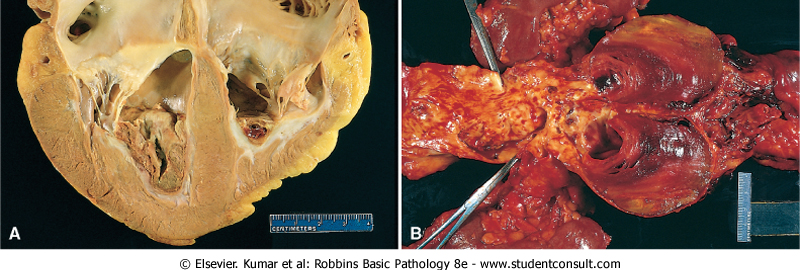 A
CENTIMETERS
B
© Elsevier. Kumar et al: Robbins Basic Pathology 8e - www.studentconsult.com